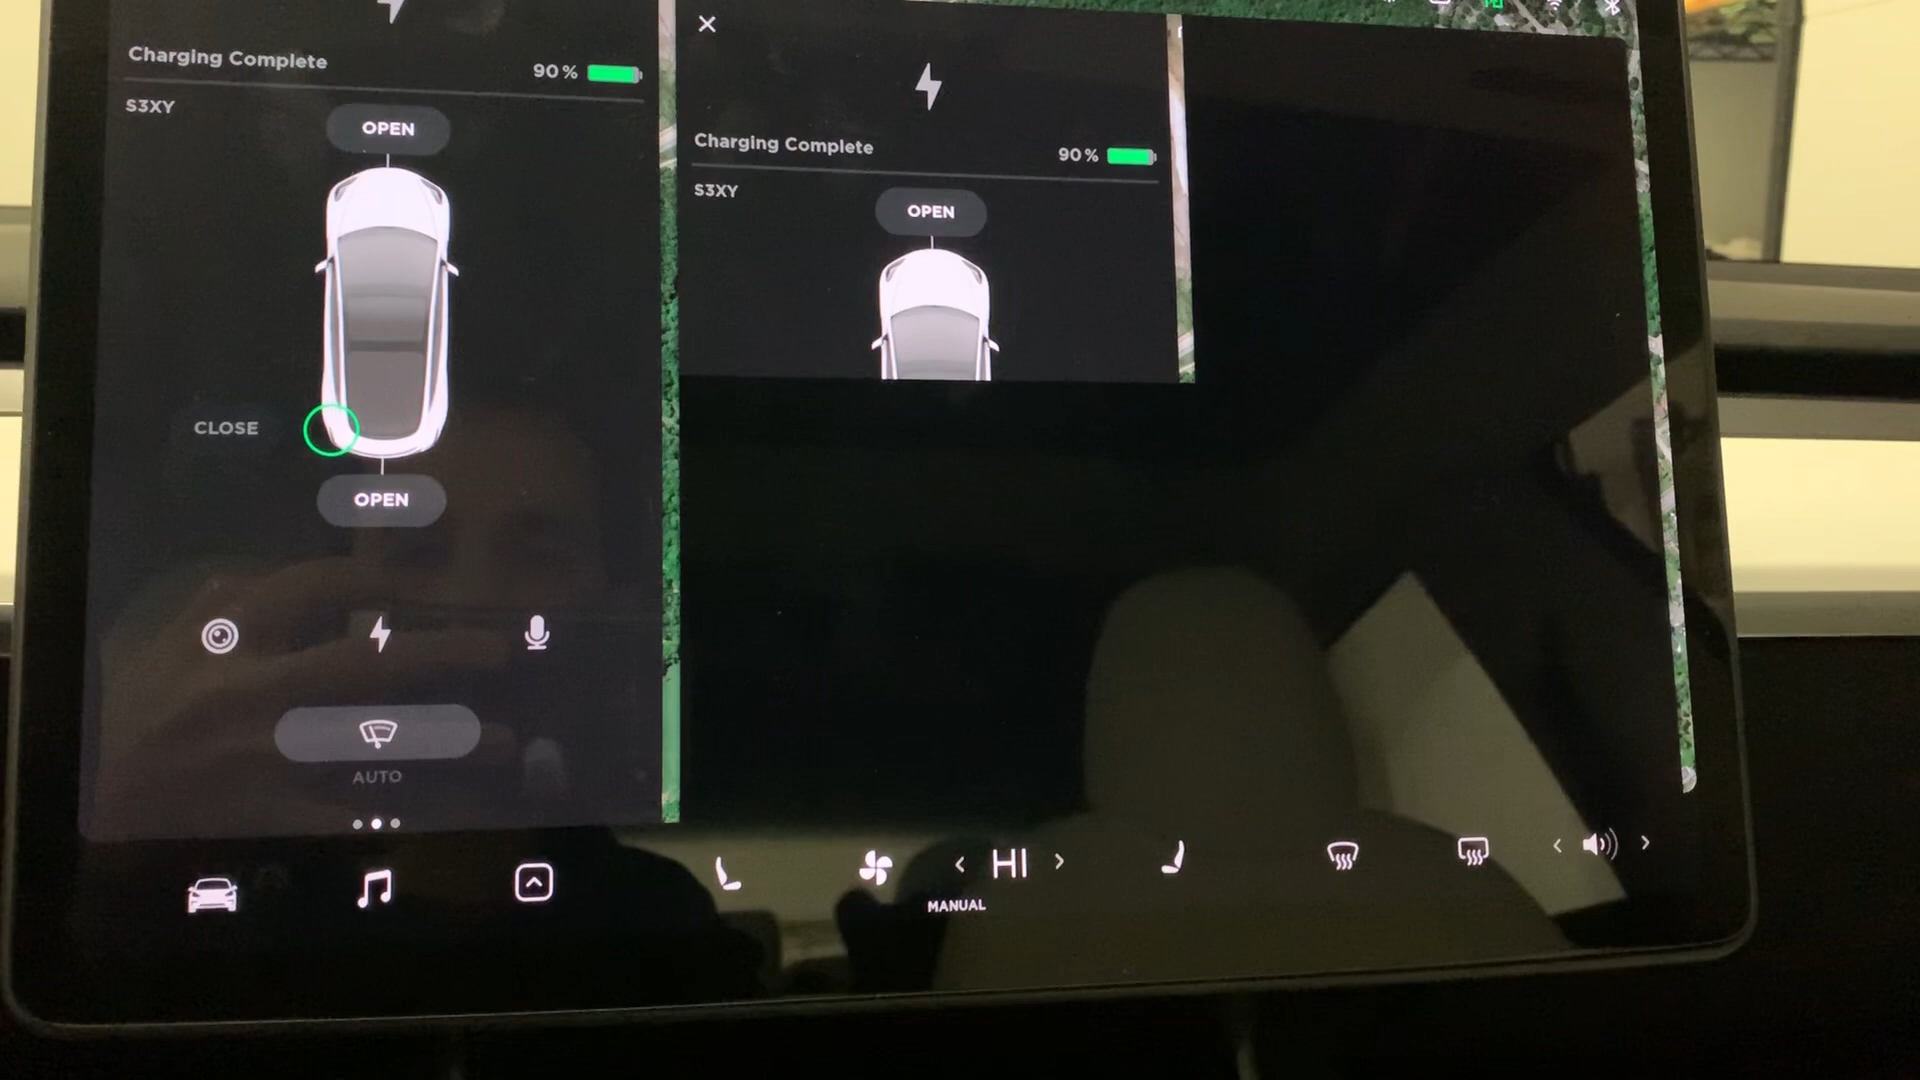 Charging Complete
90%
S3XY
OPEN
CLOSE
OPEN
AUTO
Charging Complete
90%
S3XY
OPEN
< HI >
MANUAL